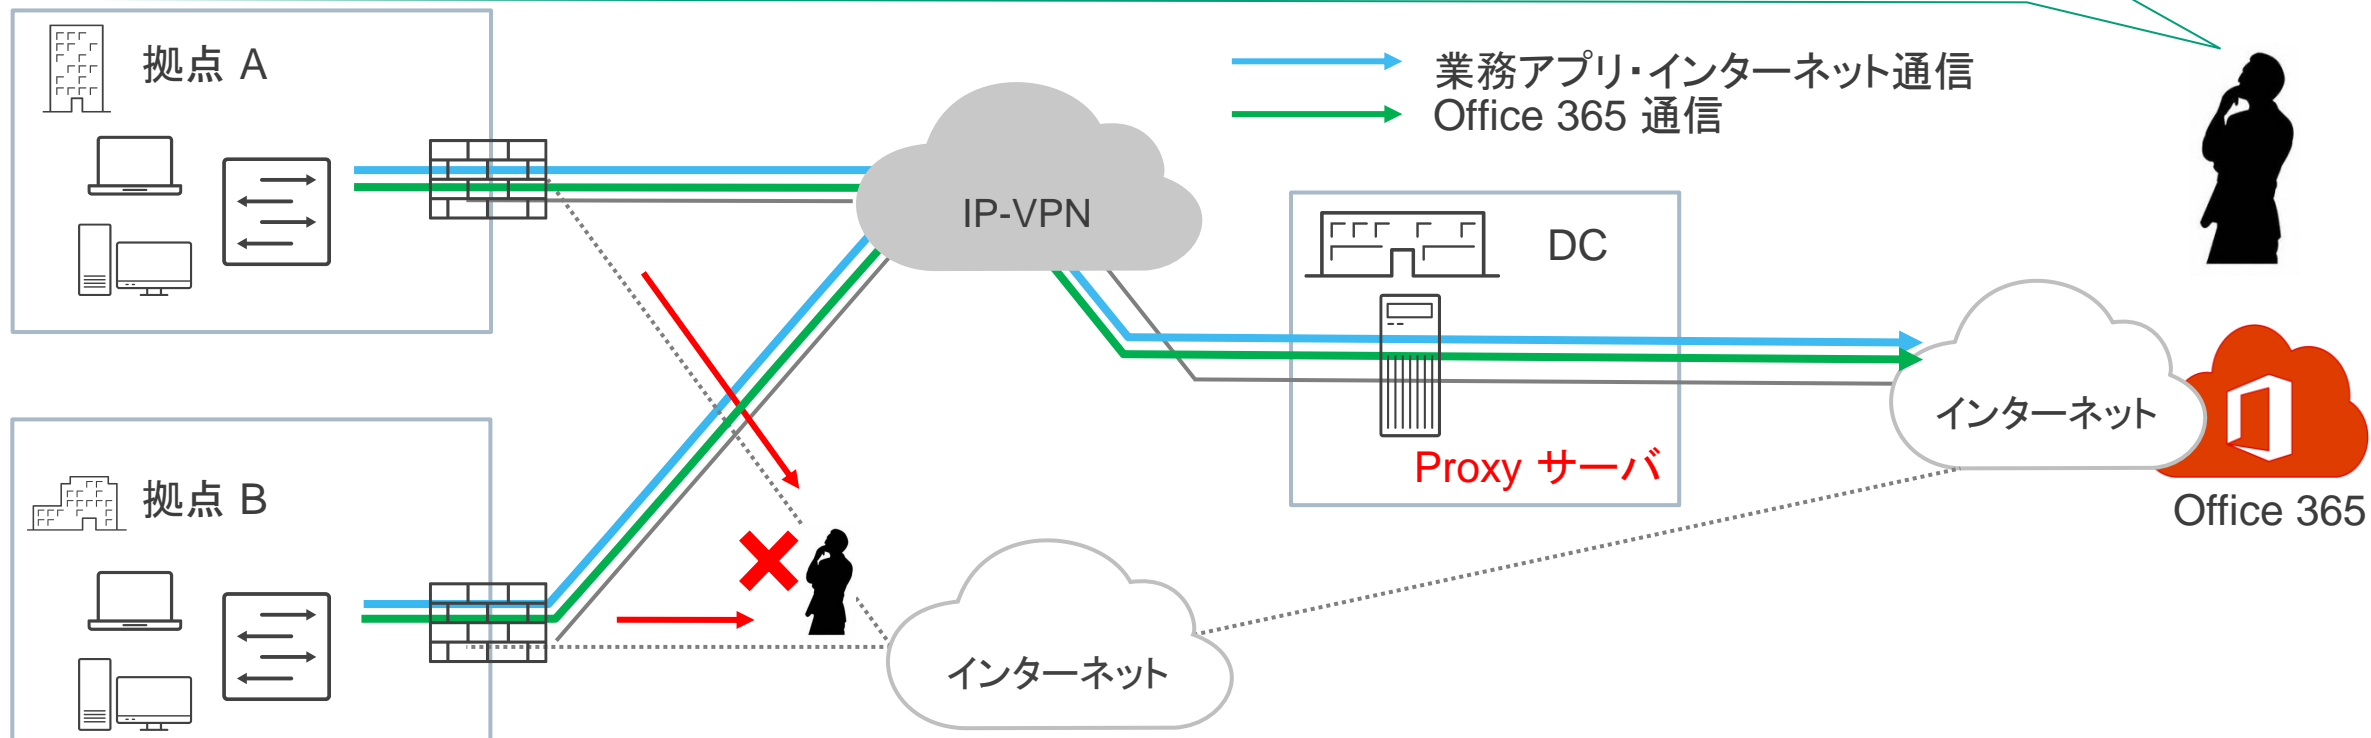 拠点 A
業務アプリ・インターネット通信
Office 365 通信
IP-VPN
DC
インターネット
Proxy サーバ
拠点 B
Office 365
インターネット